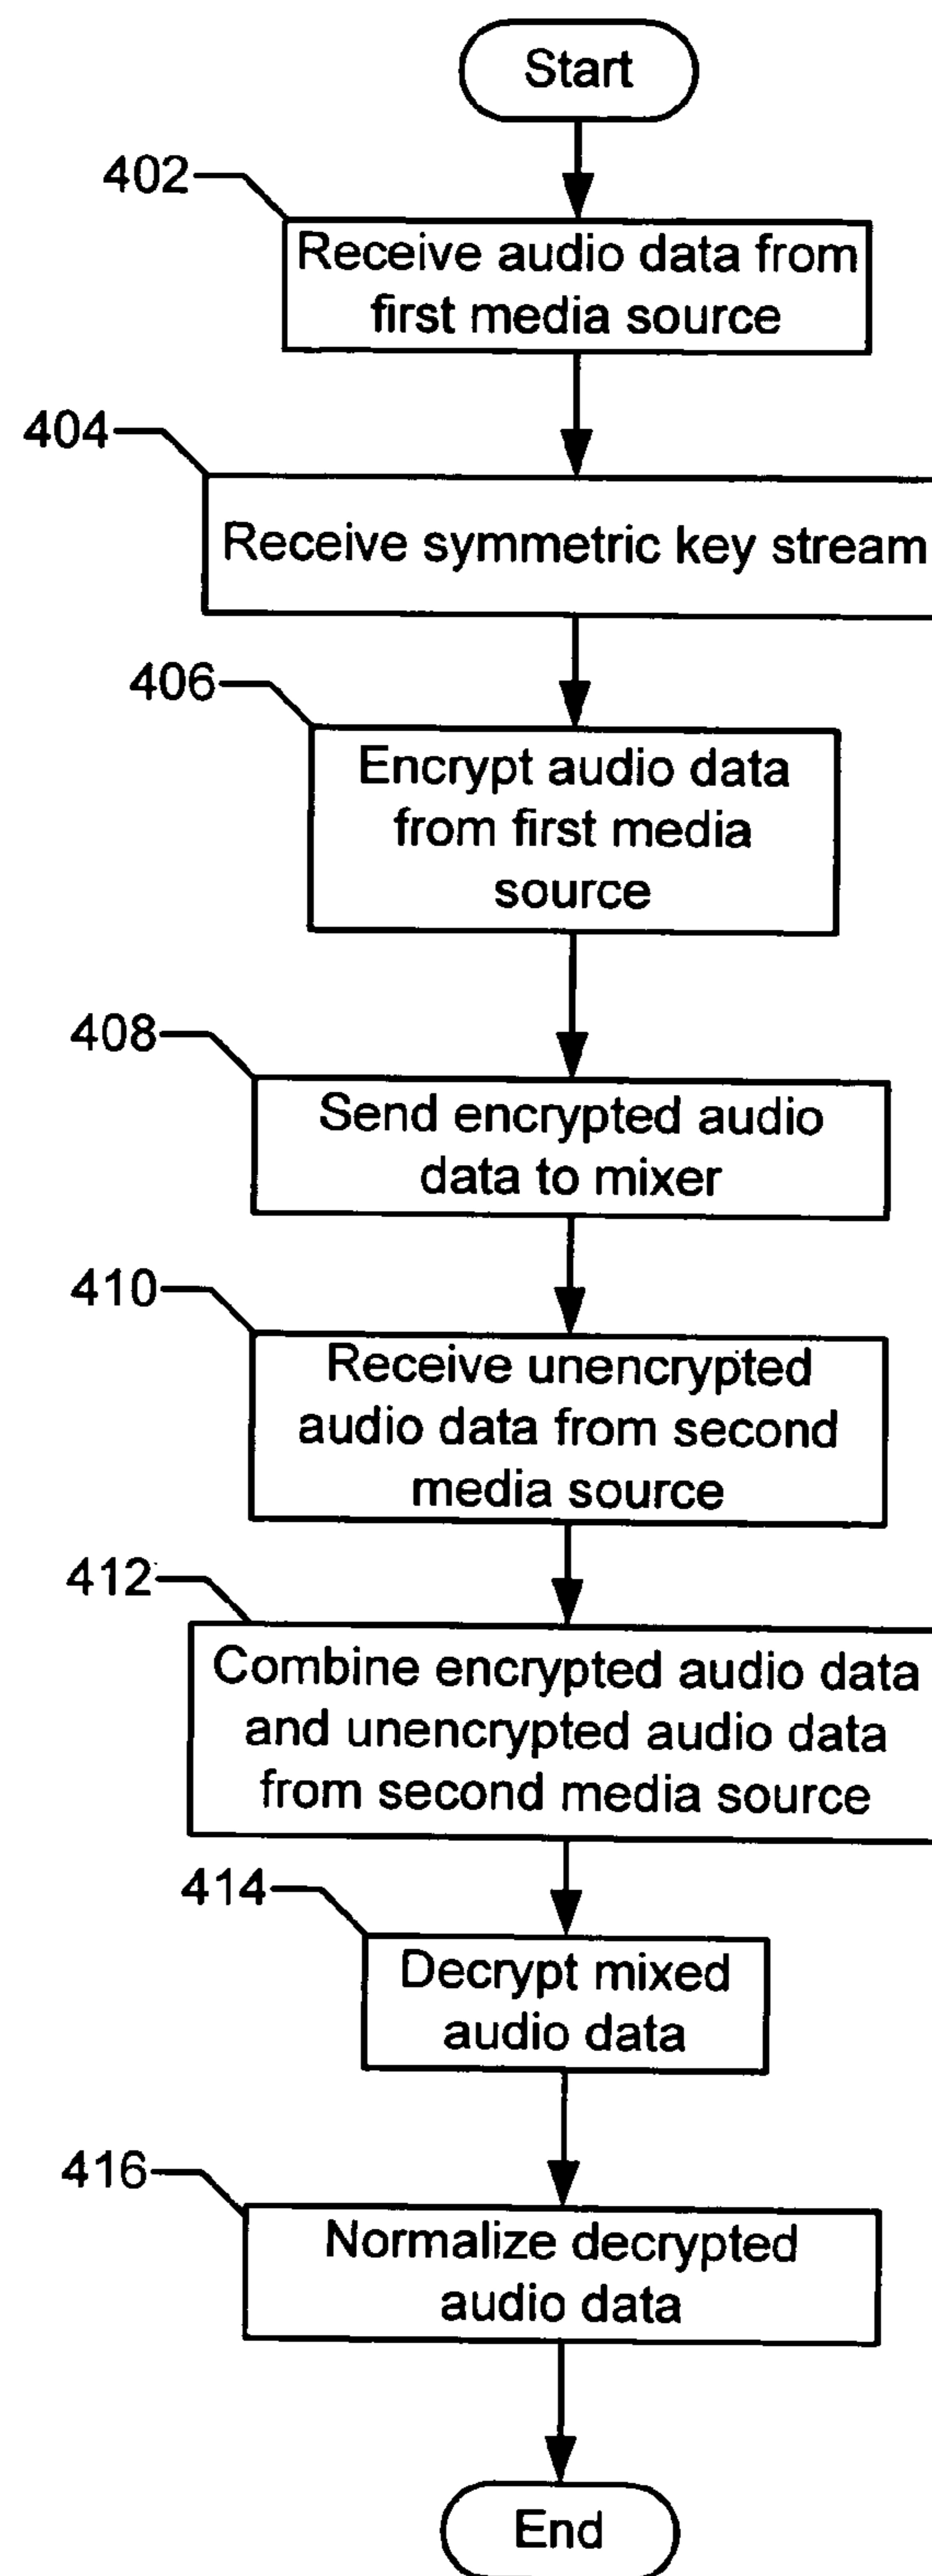 Start
402
Receive audio data from
first media source
404
Receive symmetric key stream
406
Encrypt audio data
from first media
source
408
Send encrypted audio
data to mixer
410
Receive unencrypted
audio data from second
media source
412
Combine encrypted audio data
and unencrypted audio data
from second media source
414
Decrypt mixed
audio data
416
Normalize decrypted
audio data
End